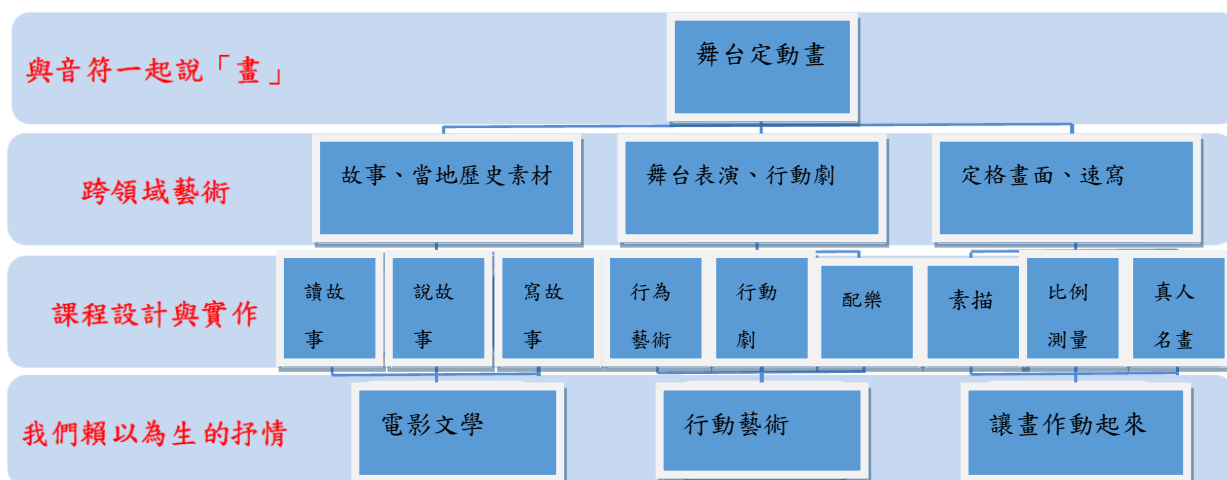 與音符一起說「畫」
舞台定動畫
跨領域藝術
故事、當地歷史素材
舞台表演、行動劇
定格畫面、速寫
課程設計與實作
讀故
事
說故
事
寫故
事
行為
藝術
行動
劇
配樂
素描
比例
測量
真人
名畫
我們賴以為生的抒情
電影文學
行動藝術
讓畫作動起來